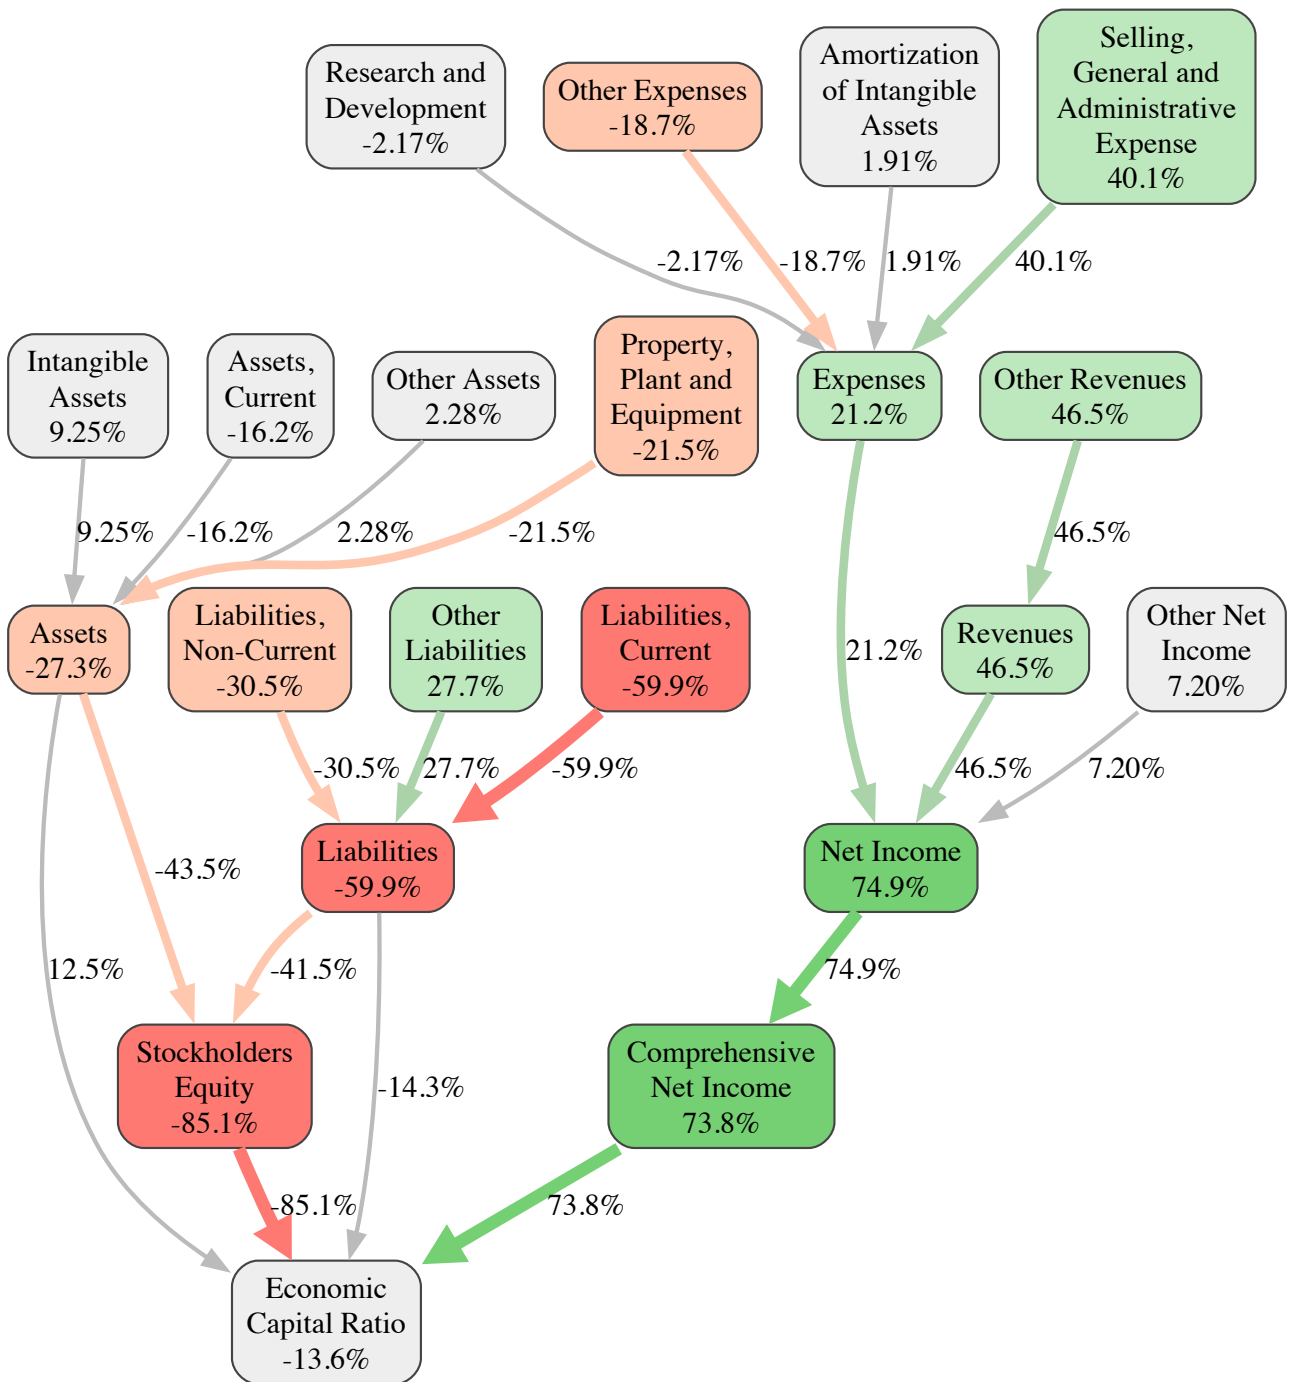 Research and
Development
-2.17%
Other Expenses
-18.7%
Amortization
of Intangible
Assets
1.91%
Selling,
General and
Administrative
Expense
40.1%
-2.17%
-18.7%
1.91%
40.1%
Intangible
Assets
9.25%
Assets,
Current
-16.2%
Other Assets
2.28%
Property,
Plant and
Equipment
-21.5%
Expenses
21.2%
Other Revenues
46.5%
9.25%
-16.2%
2.28%
-21.5%
46.5%
Assets
-27.3%
Liabilities,
Non-Current
-30.5%
Other
Liabilities
27.7%
Liabilities,
Current
-59.9%
21.2%
Revenues
46.5%
Other Net
Income
7.20%
-30.5%
27.7%
-59.9%
46.5%
7.20%
-43.5%
Liabilities
-59.9%
Net Income
74.9%
12.5%
-41.5%
74.9%
Stockholders
Equity
-85.1%
-14.3%
Comprehensive
Net Income
73.8%
-85.1%
73.8%
Economic
Capital Ratio
-13.6%